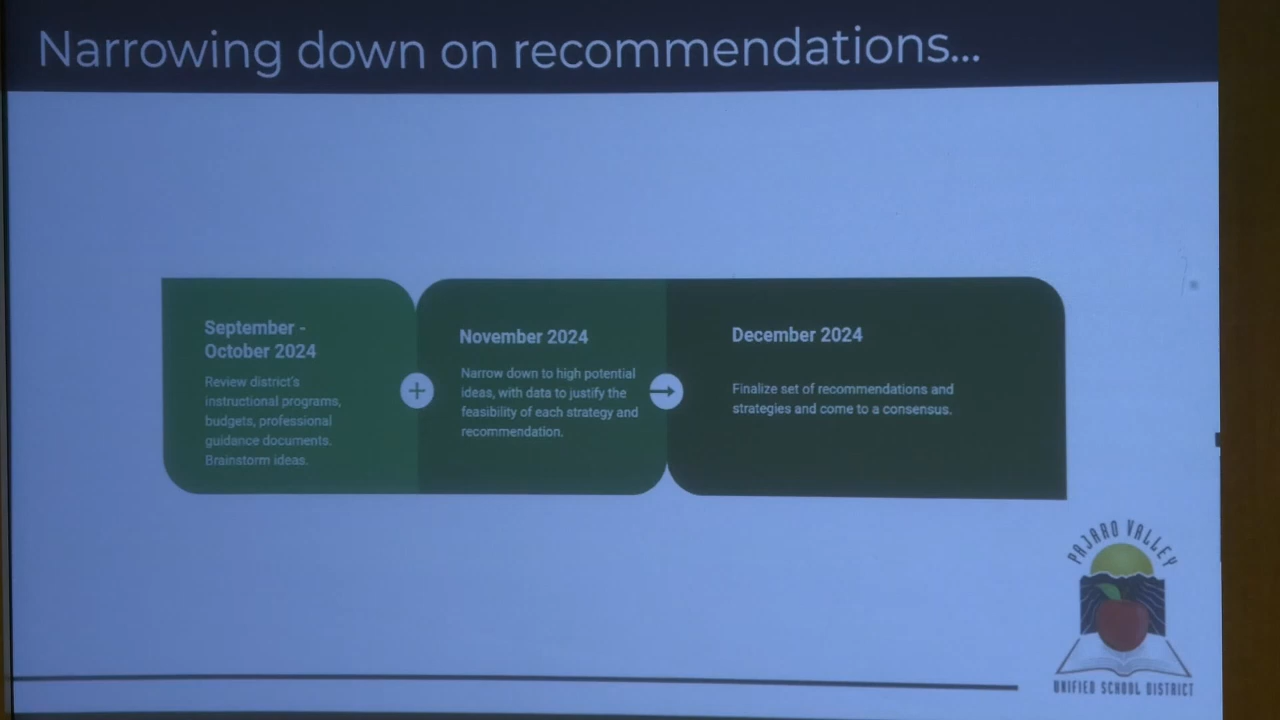 Narrowing down on recommendations...
September -
October 2024
Review district's
instructional programs,
budgets, professional
guidance documents.
Brainstorm ideas.
November 2024
Narrow down to high potential
ideas, with data to justify the
feasibility of each strategy and
recommendation.
December 2024
Finalize set of recommendations and
strategies and come to a consensus.
PAJARO VALLEY
UNIFIED SCHOOL DISTRICT